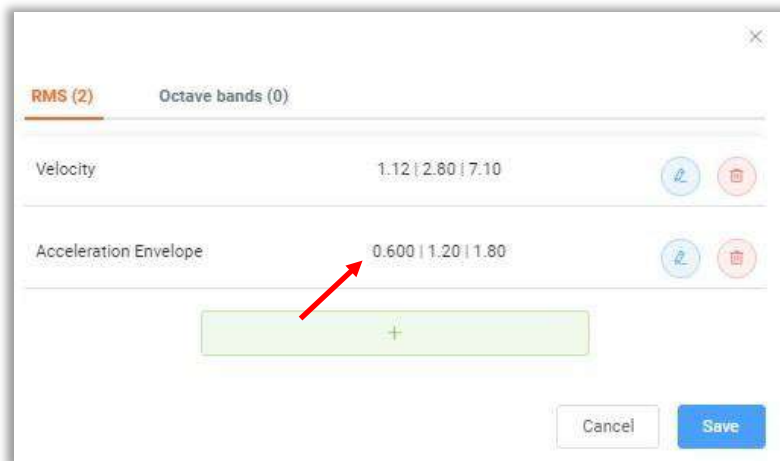 RMS (2) Octave bands (0)
Velocity 1.12 | 2.80 | 7.10
Acceleration Envelope 0.600 | 1.20 | 1.80
+
Cancel Save